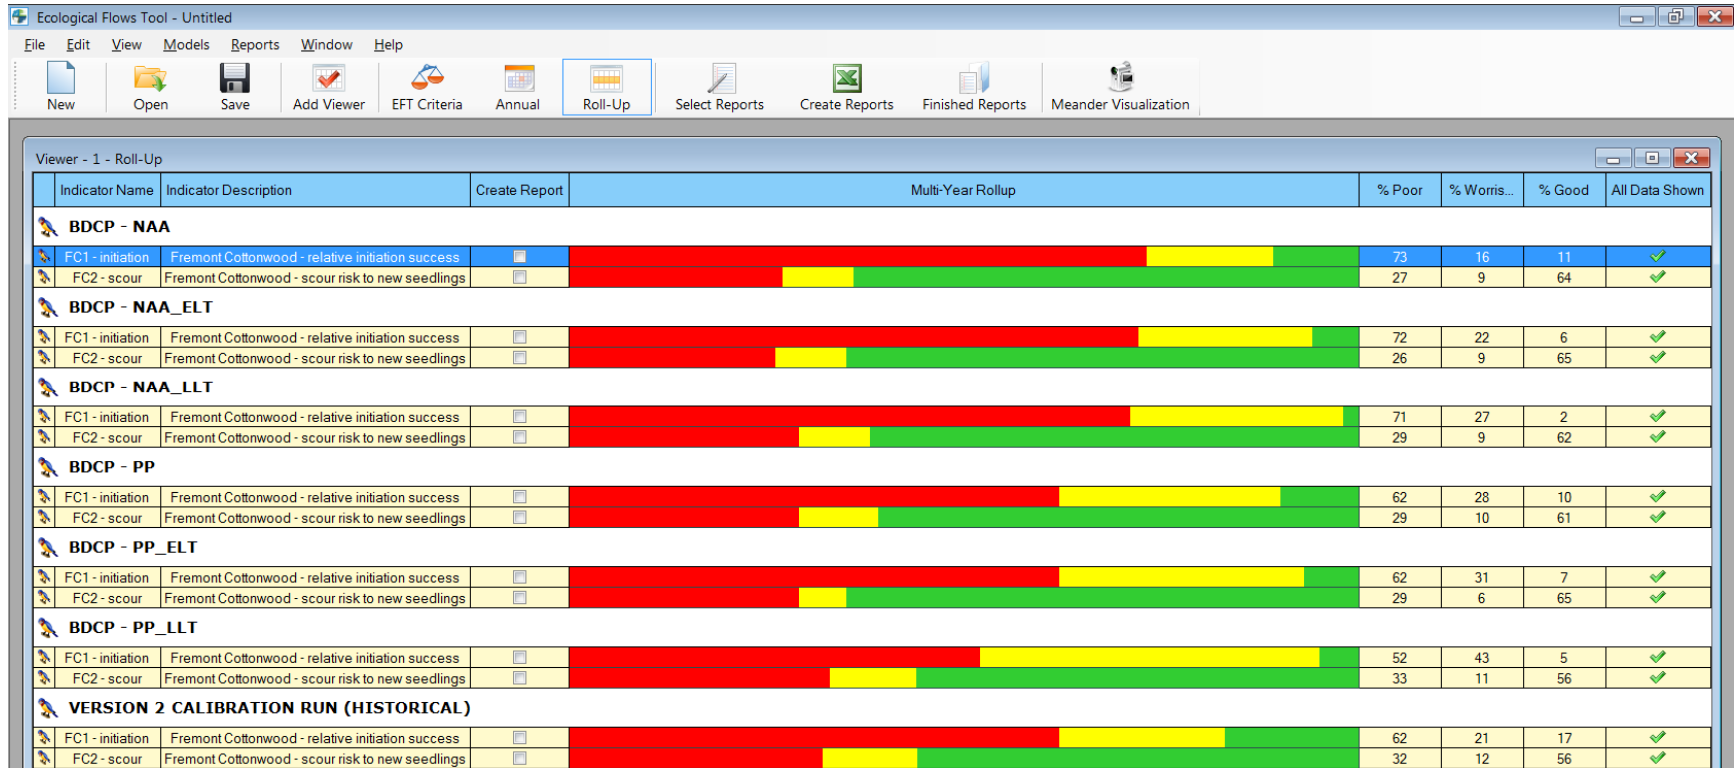 Ecological Flows Tool - Untitled
File Edit View Models Reports Window Help
New Open Save Add Viewer EFT Criteria Annual Roll-Up Select Reports Create Reports Finished Reports Meander Visualization
Viewer - 1 - Roll-Up
Indicator Name Indicator Description Create Report Multi-Year Rollup % Poor % Worris... % Good All Data Shown
BDCP - NAA
FC1 - initiation Fremont Cottonwood - relative initiation success 73 16 11
FC2 - scour Fremont Cottonwood - scour risk to new seedlings 27 9 64
BDCP - NAA_ELT
FC1 - initiation Fremont Cottonwood - relative initiation success 72 22 6
FC2 - scour Fremont Cottonwood - scour risk to new seedlings 26 9 65
BDCP - NAA_LLT
FC1 - initiation Fremont Cottonwood - relative initiation success 71 27 2
FC2 - scour Fremont Cottonwood - scour risk to new seedlings 29 9 62
BDCP - PP
FC1 - initiation Fremont Cottonwood - relative initiation success 62 28 10
FC2 - scour Fremont Cottonwood - scour risk to new seedlings 29 10 61
BDCP - PP_ELT
FC1 - initiation Fremont Cottonwood - relative initiation success 62 31 7
FC2 - scour Fremont Cottonwood - scour risk to new seedlings 29 6 65
BDCP - PP_LLT
FC1 - initiation Fremont Cottonwood - relative initiation success 52 43 5
FC2 - scour Fremont Cottonwood - scour risk to new seedlings 33 11 56
VERSION 2 CALIBRATION RUN (HISTORICAL)
FC1 - initiation Fremont Cottonwood - relative initiation success 62 21 17
FC2 - scour Fremont Cottonwood - scour risk to new seedlings 32 12 56